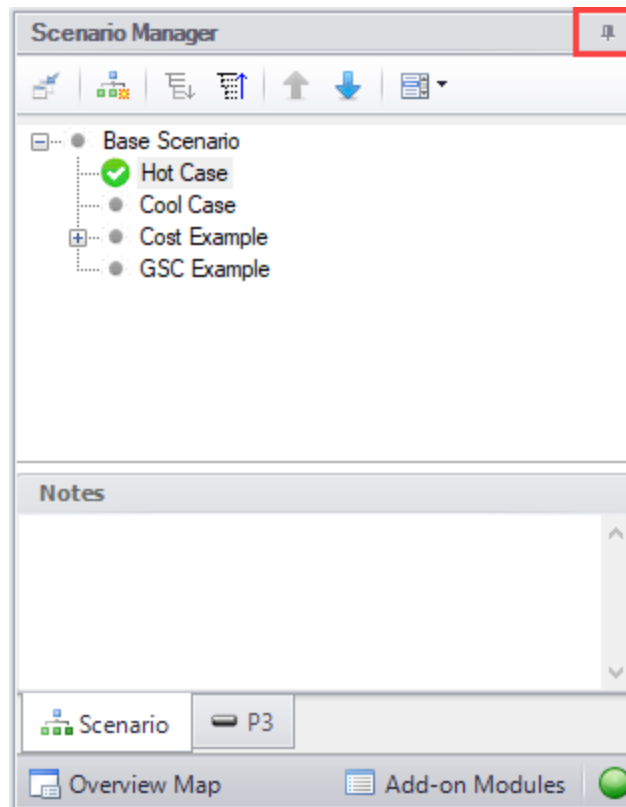 Scenario Manager
Base Scenario
Hot Case
Cool Case
Cost Example
GSC Example
Notes
Scenario P3
Overview Map Add-on Modules